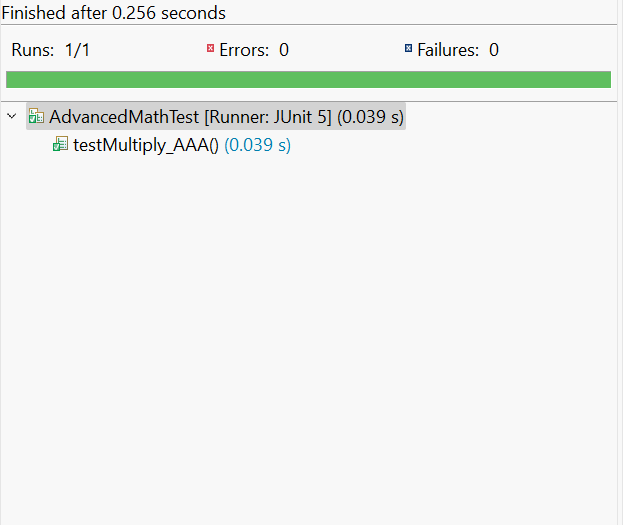 Finished after 0.256 seconds
Runs: 1/1 Errors: 0 Failures: 0
AdvancedMathTest [Runner: JUnit 5] (0.039 s)
testMultiply_AAA() (0.039 s)